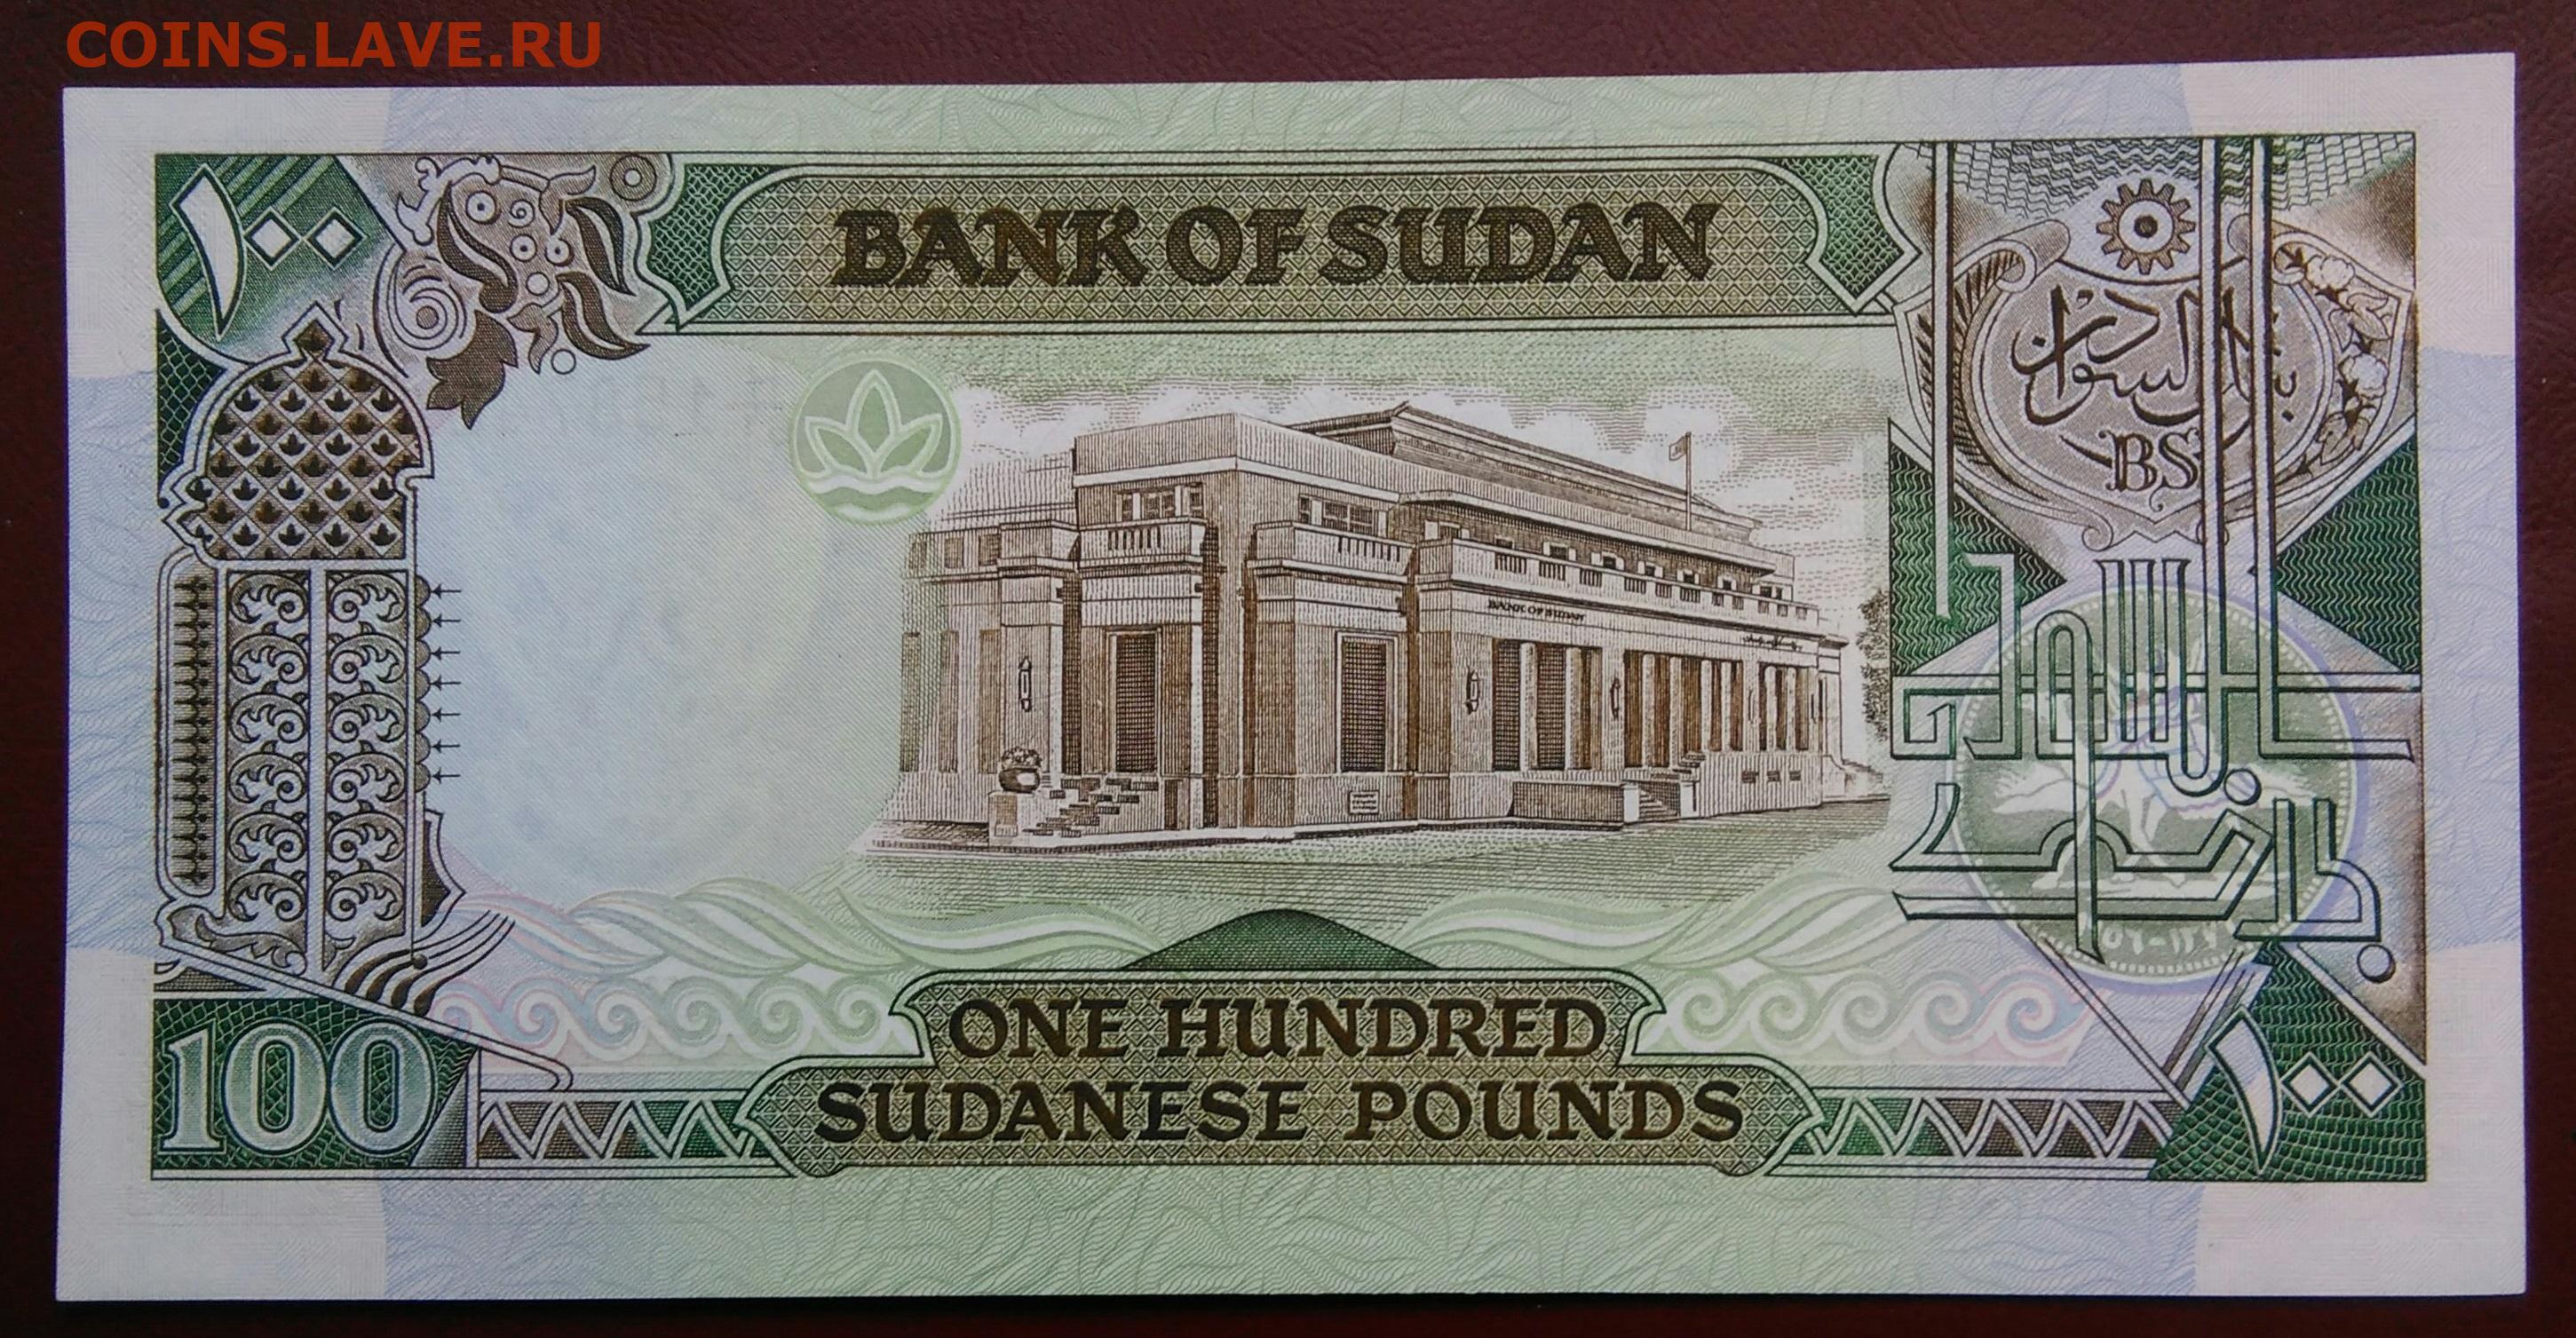 COINS.LAVE.RU
١٠٠
BANK OF SUDAN
بنك السودان
BS
BANK OF SUDAN
100
ONE HUNDRED
SUDANESE POUNDS
١٠٠